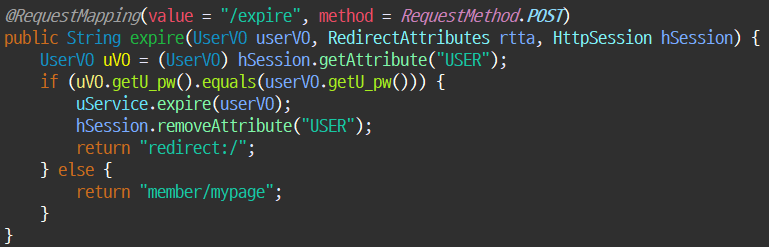 @RequestMapping(value = "/expire", method = RequestMethod.POST)
public String expire(UserVO userVO, RedirectAttributes rtta, HttpSession hSession) {
    UserVO uVO = (UserVO) hSession.getAttribute("USER");
    if (uVO.getU_pw().equals(userVO.getU_pw())) {
        uService.expire(userVO);
        hSession.removeAttribute("USER");
        return "redirect:/";
    } else {
        return "member/mypage";
    }
}